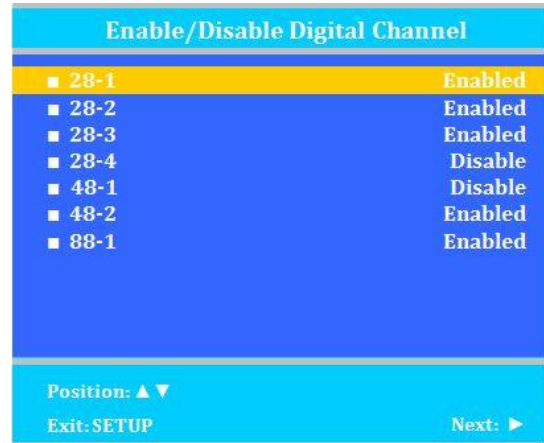 Enable/Disable Digital Channel
■ 28-1 Enabled
■ 28-2 Enabled
■ 28-3 Enabled
■ 28-4 Disable
■ 48-1 Disable
■ 48-2 Enabled
■ 88-1 Enabled
Position: ▲ ▼
Exit: SETUP Next: ►